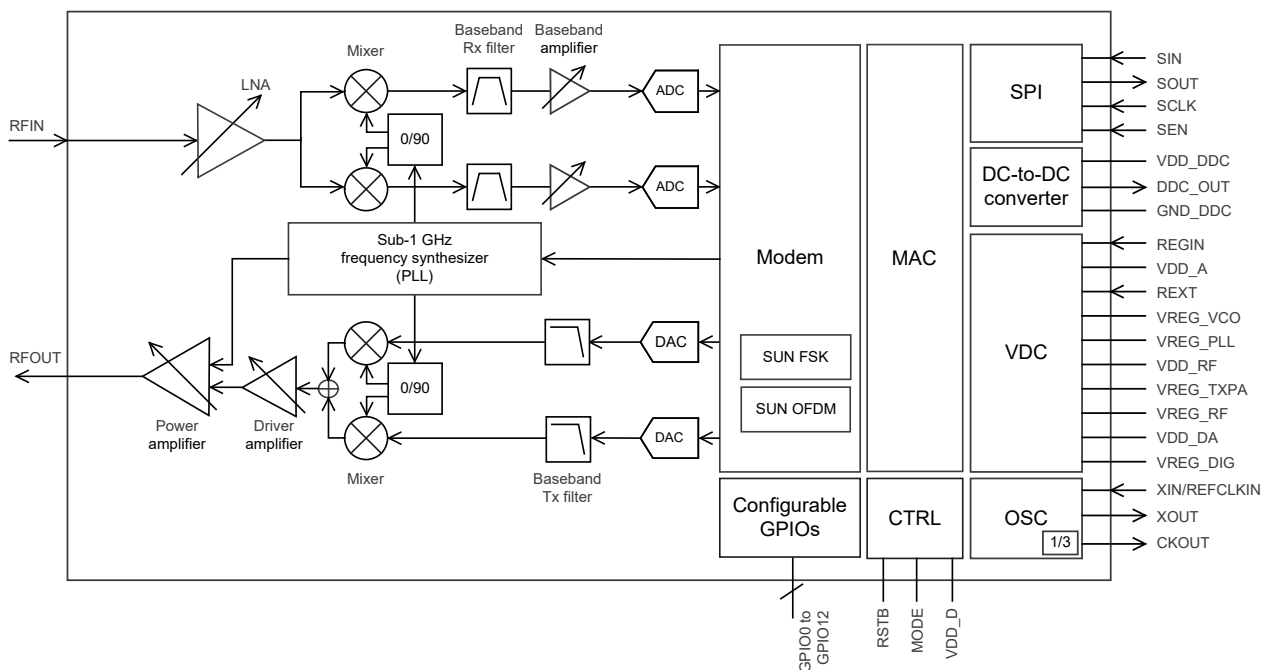 Baseband
Rx filter
Baseband
amplifier
Mixer
LNA
RFIN
0/90
ADC
ADC
Sub-1 GHz
frequency synthesizer
(PLL)
RFOUT
Power
amplifier
Driver
amplifier
0/90
Mixer
DAC
DAC
Baseband
Tx filter
Modem
SUN FSK
SUN OFDM
MAC
SPI
DC-to-DC
converter
VDC
Configurable
GPIOs
CTRL
OSC
1/3
SIN
SOUT
SCLK
SEN
VDD_DDC
DDC_OUT
GND_DDC
REGIN
VDD_A
REXT
VREG_VCO
VREG_PLL
VDD_RF
VREG_TXPA
VREG_RF
VDD_DA
VREG_DIG
XIN/REFCLKIN
XOUT
CKOUT
GPIO0 to
GPIO12
RSTB
MODE
VDD_D